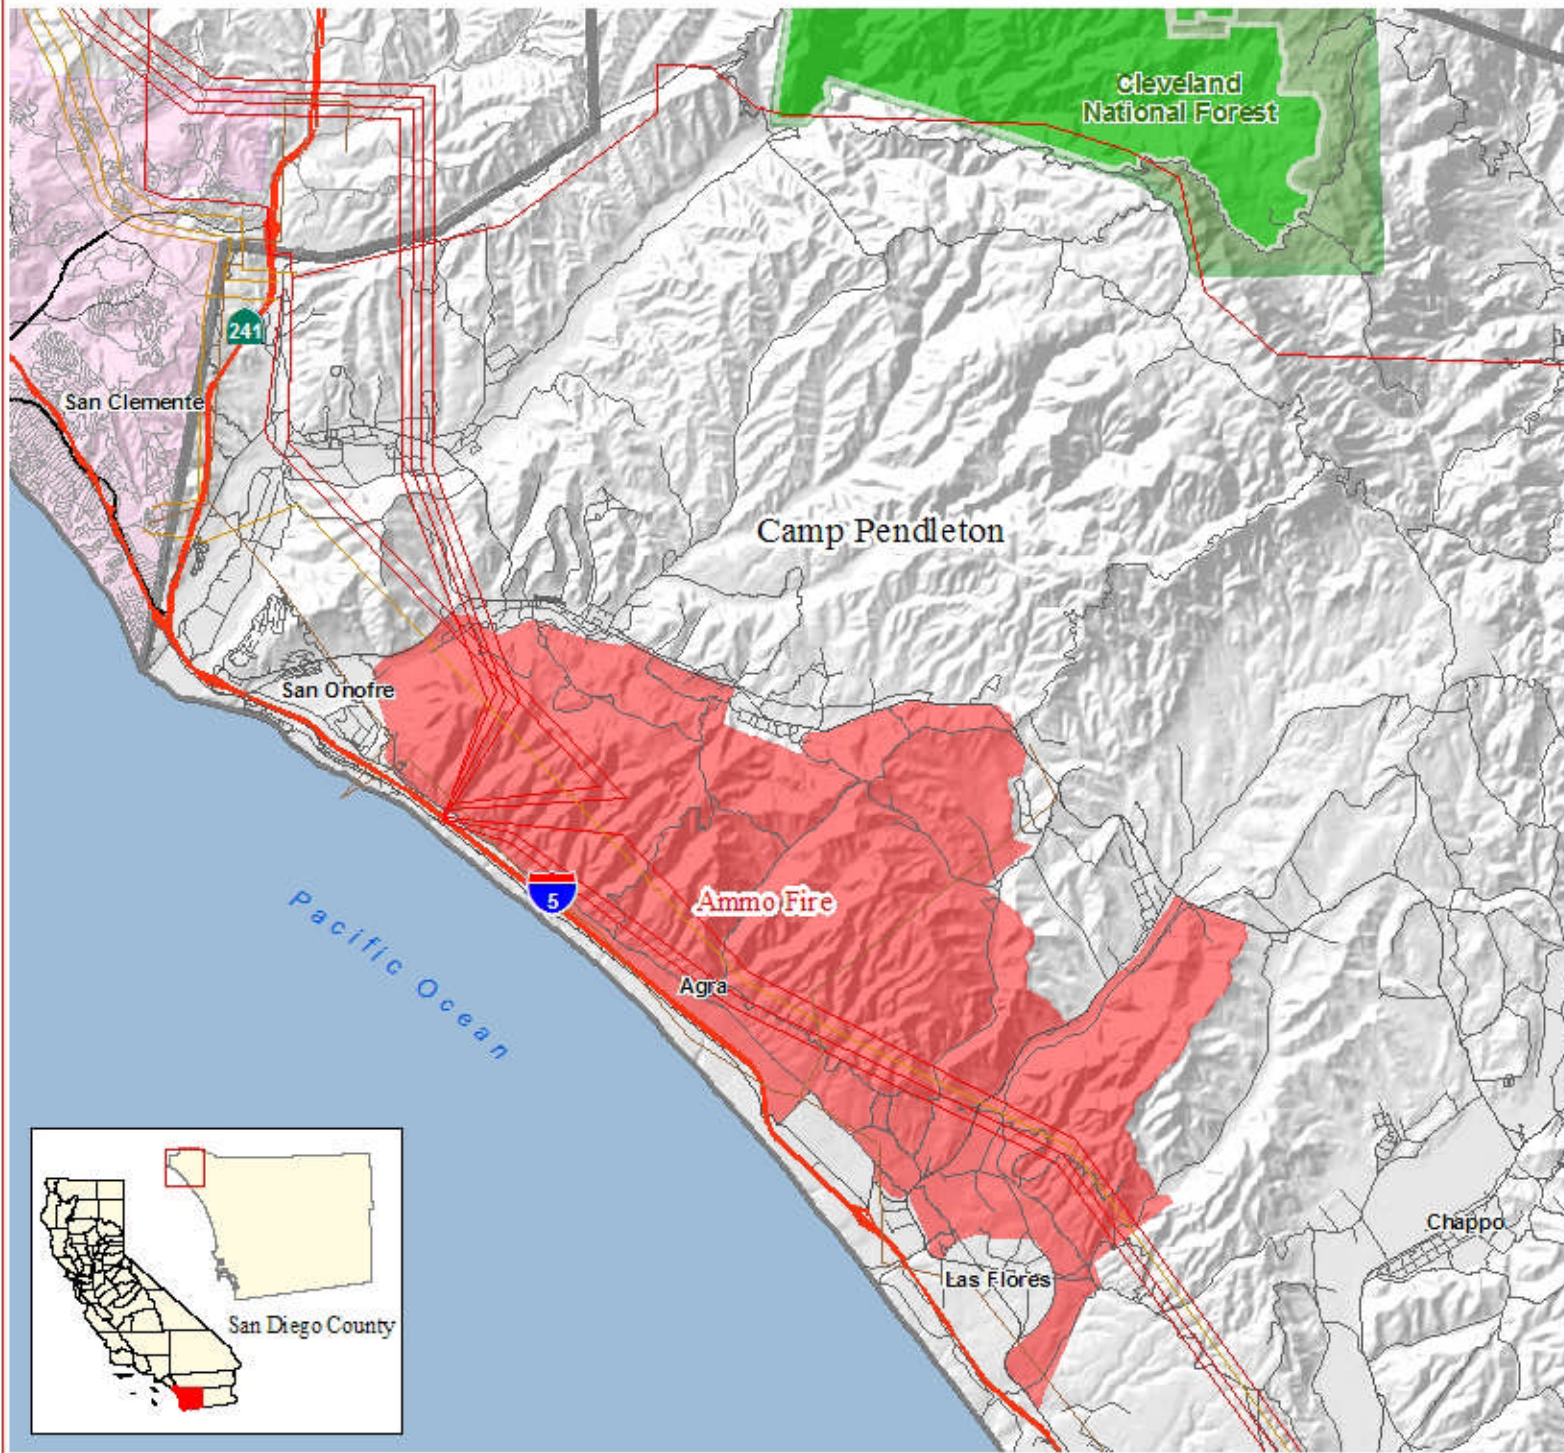 Cleveland
National Forest
241
San Clemente
Camp Pendleton
San Onofre
5
Ammo Fire
Pacific Ocean
Agra
Chappo
Las Flores
San Diego County